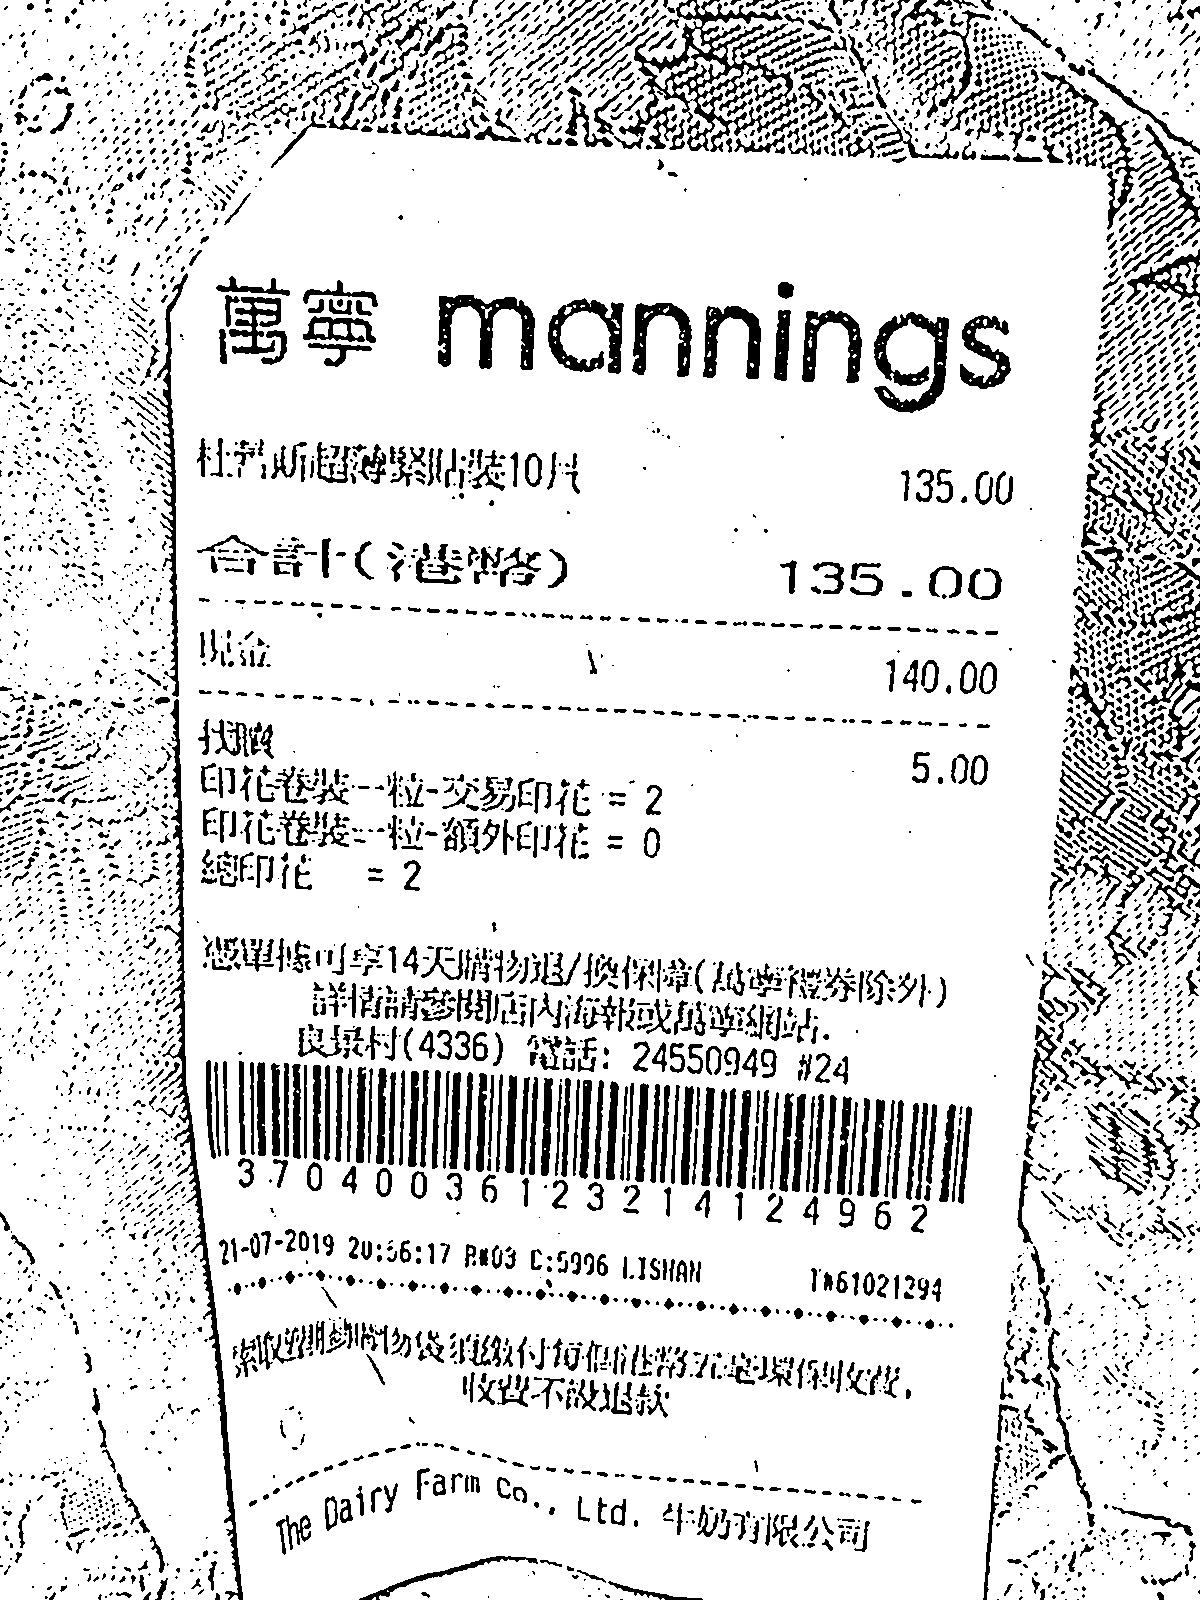 萬寧 mannings
杜蕾斯超薄緊貼裝10片 135.00
合計(港幣) 135.00
現金 140.00
找贖 5.00
印花卷裝--粒-交易印花 = 2
印花卷裝--粒-額外印花 = 0
總印花 = 2
憑單據可享14天購物退/換保障(萬寧禮券除外)
詳情請參閱店內海報或萬寧網站.
良景村(4336) 電話: 24550949 #24
37040036123214124962
21-07-2019 20:56:17 R#03 C:5996 LISHAN T#61021294
索取塑膠購物袋須繳付每個港幣五毫環保收費.
收費不設退款
The Dairy Farm Co., Ltd. 牛奶有限公司